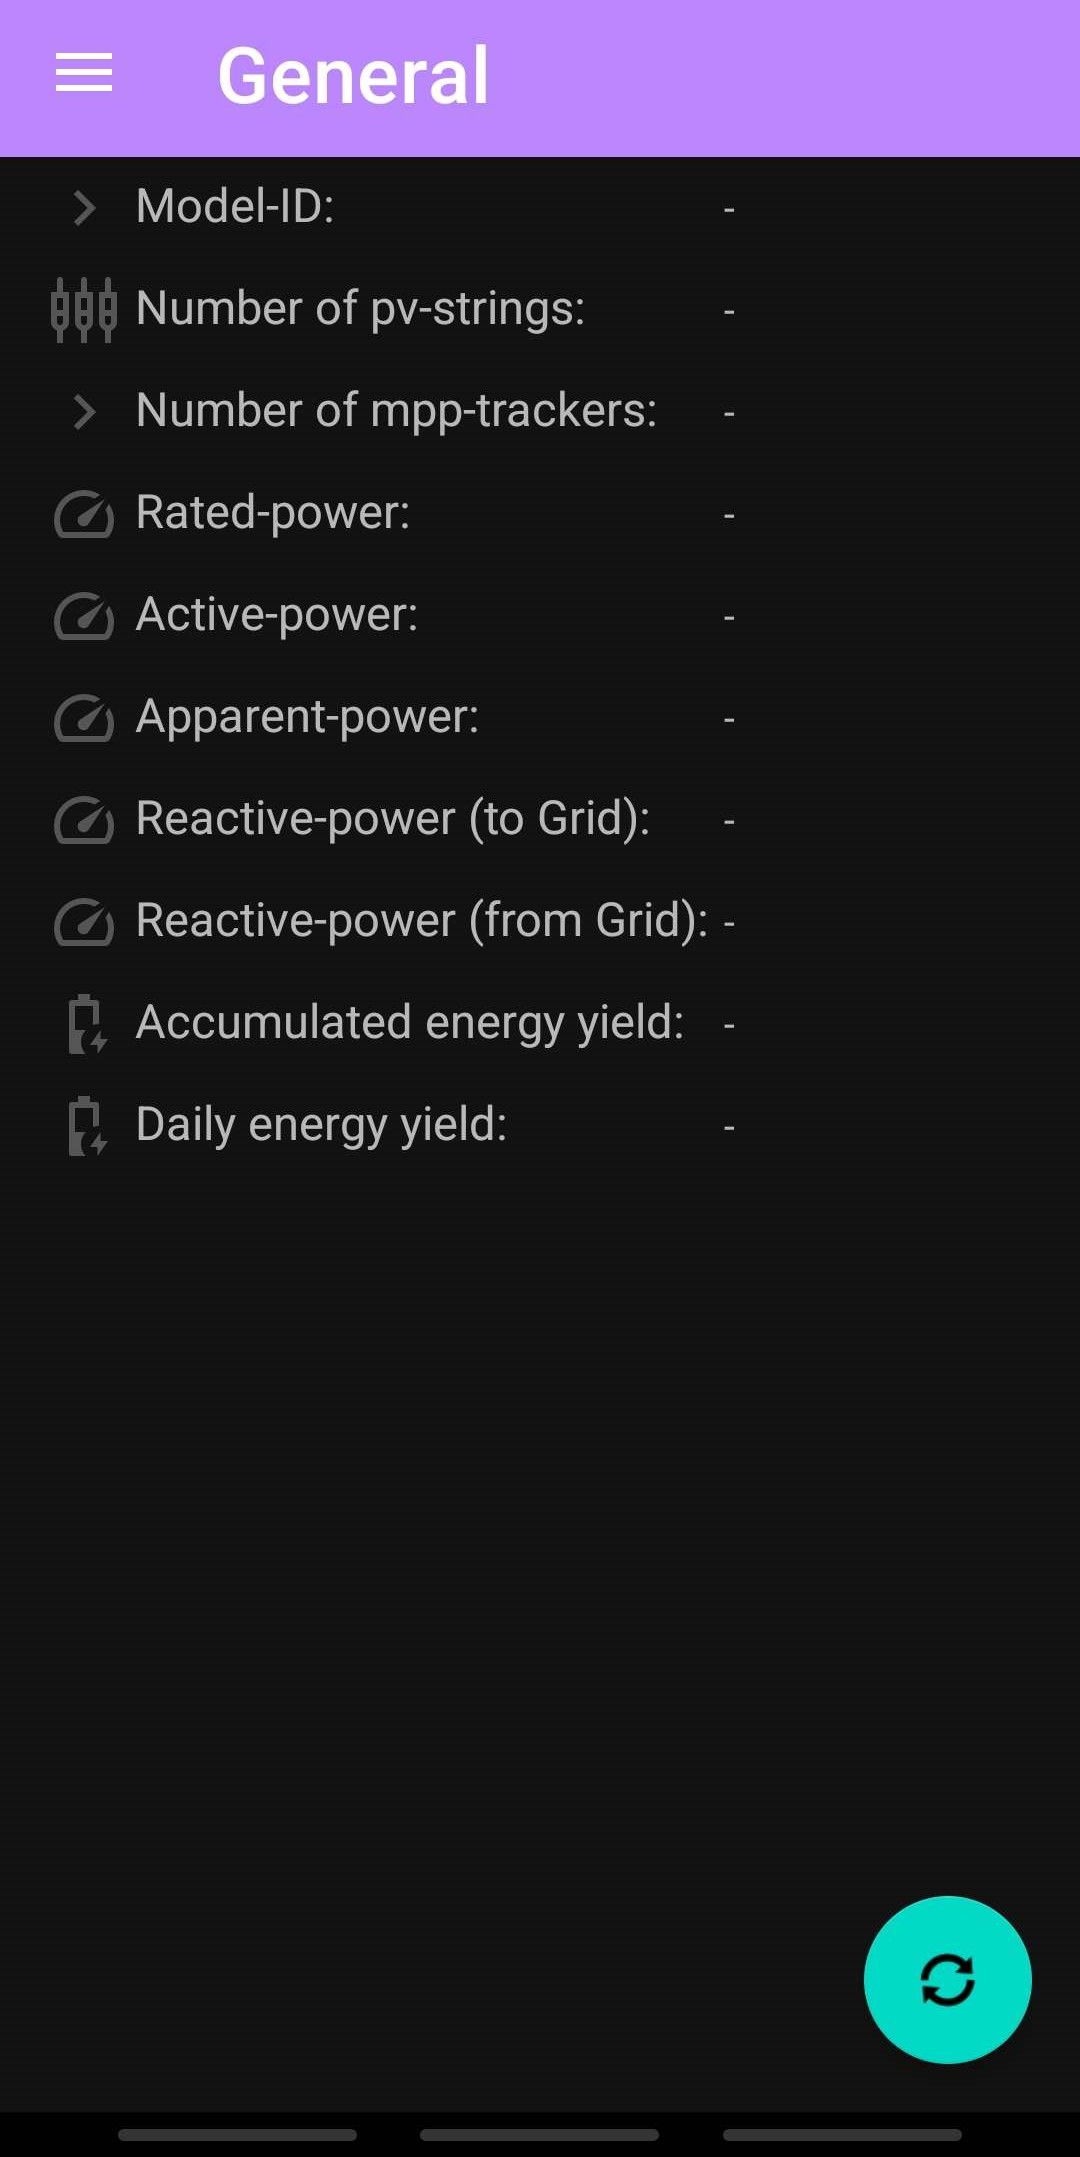 General
Model-ID: -
Number of pv-strings: -
Number of mpp-trackers: -
Rated-power: -
Active-power: -
Apparent-power: -
Reactive-power (to Grid): -
Reactive-power (from Grid): -
Accumulated energy yield: -
Daily energy yield: -